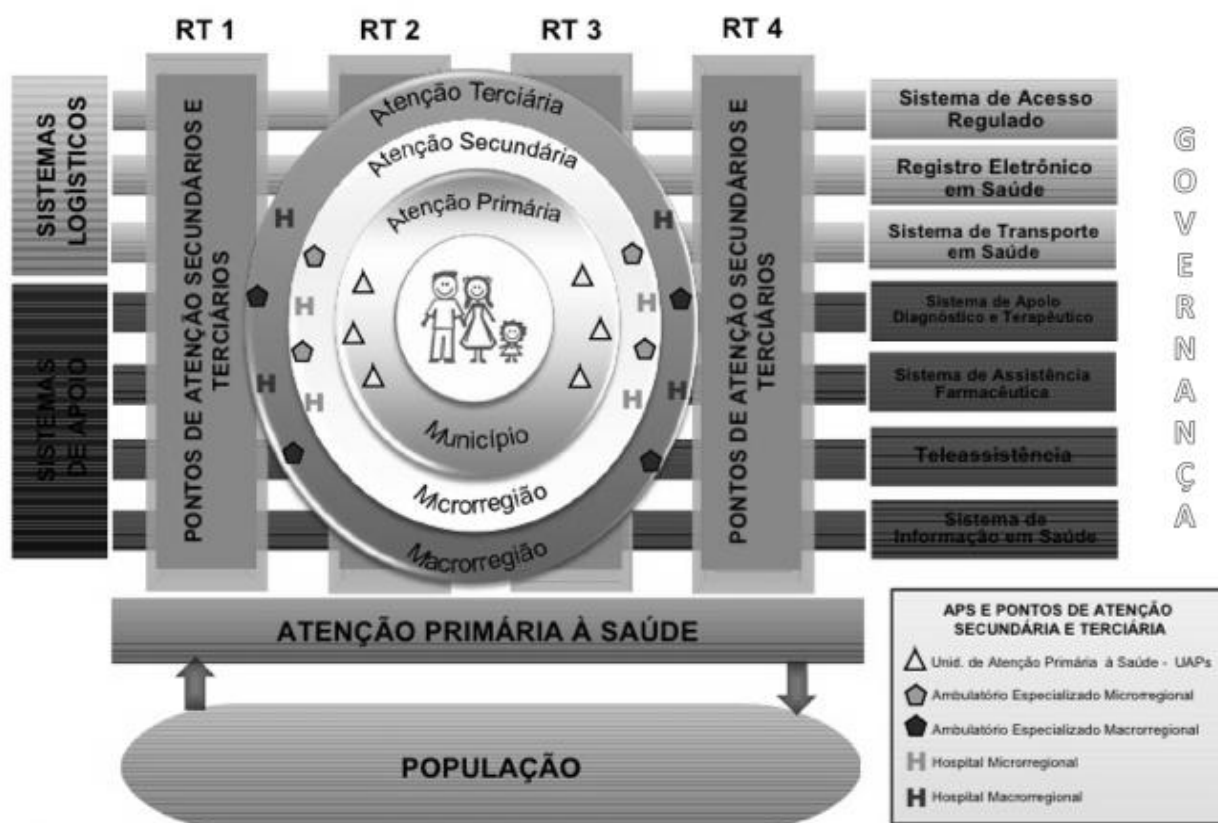 RT 1
RT 2
RT 3
RT 4
SISTEMAS
LOGÍSTICOS
SISTEMAS
DE APOIO
PONTOS DE ATENÇÃO SECUNDÁRIOS E
TERCIÁRIOS
Atenção Terciária
Atenção Secundária
Atenção Primária
H
H
H
H
H
H
H
H
Município
Microrregião
Macrorregião
PONTOS DE ATENÇÃO SECUNDÁRIOS E
TERCIÁRIOS
Sistema de Acesso
Regulado
Registro Eletrônico
em Saúde
Sistema de Transporte
em Saúde
Sistema de Apoio
Diagnóstico e Terapêutico
Sistema de Assistência
Farmacêutica
Teleassistência
Sistema de
Informação em Saúde
GOVERNANÇA
ATENÇÃO PRIMÁRIA À SAÚDE
POPULAÇÃO
APS E PONTOS DE ATENÇÃO
SECUNDÁRIA E TERCIÁRIA
Unid. de Atenção Primária à Saúde - UAPs
Ambulatório Especializado Microrregional
Ambulatório Especializado Macrorregional
H Hospital Microrregional
H Hospital Macrorregional